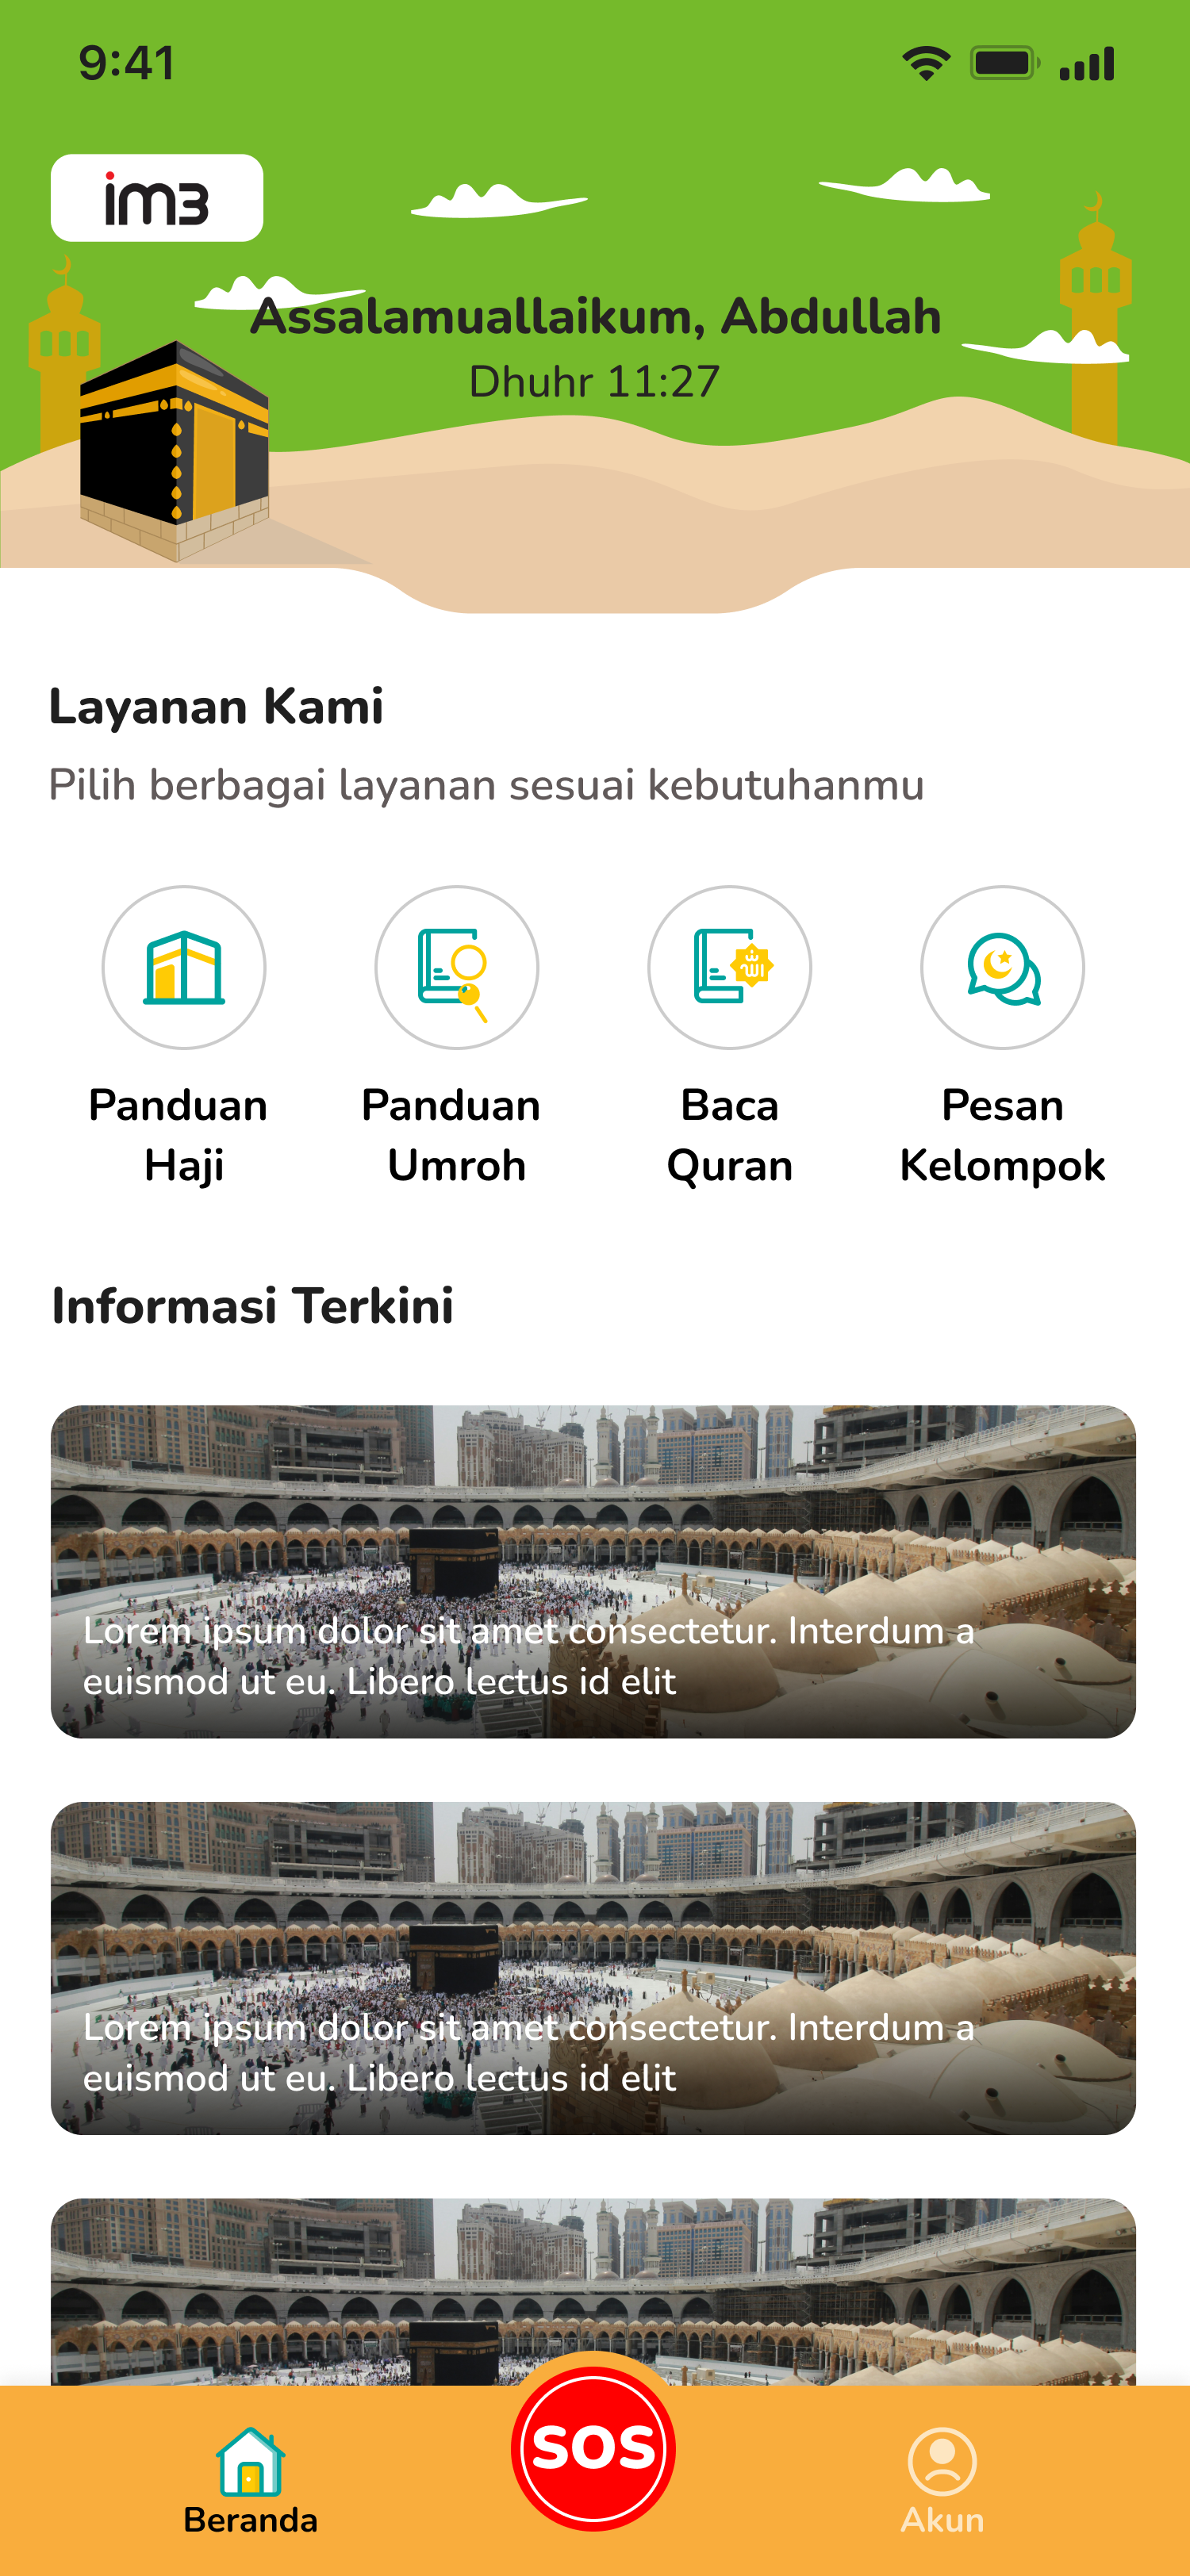 9:41
im3
Assalamuallaikum, Abdullah
Dhuhr 11:27
Layanan Kami
Pilih berbagai layanan sesuai kebutuhanmu
الله
Panduan
Haji
Panduan
Umroh
Baca
Quran
Pesan
Kelompok
Informasi Terkini
Lorem ipsum dolor sit amet consectetur. Interdum a
euismod ut eu. Libero lectus id elit
Lorem ipsum dolor sit amet consectetur. Interdum a
euismod ut eu. Libero lectus id elit
SOS
Beranda
Akun